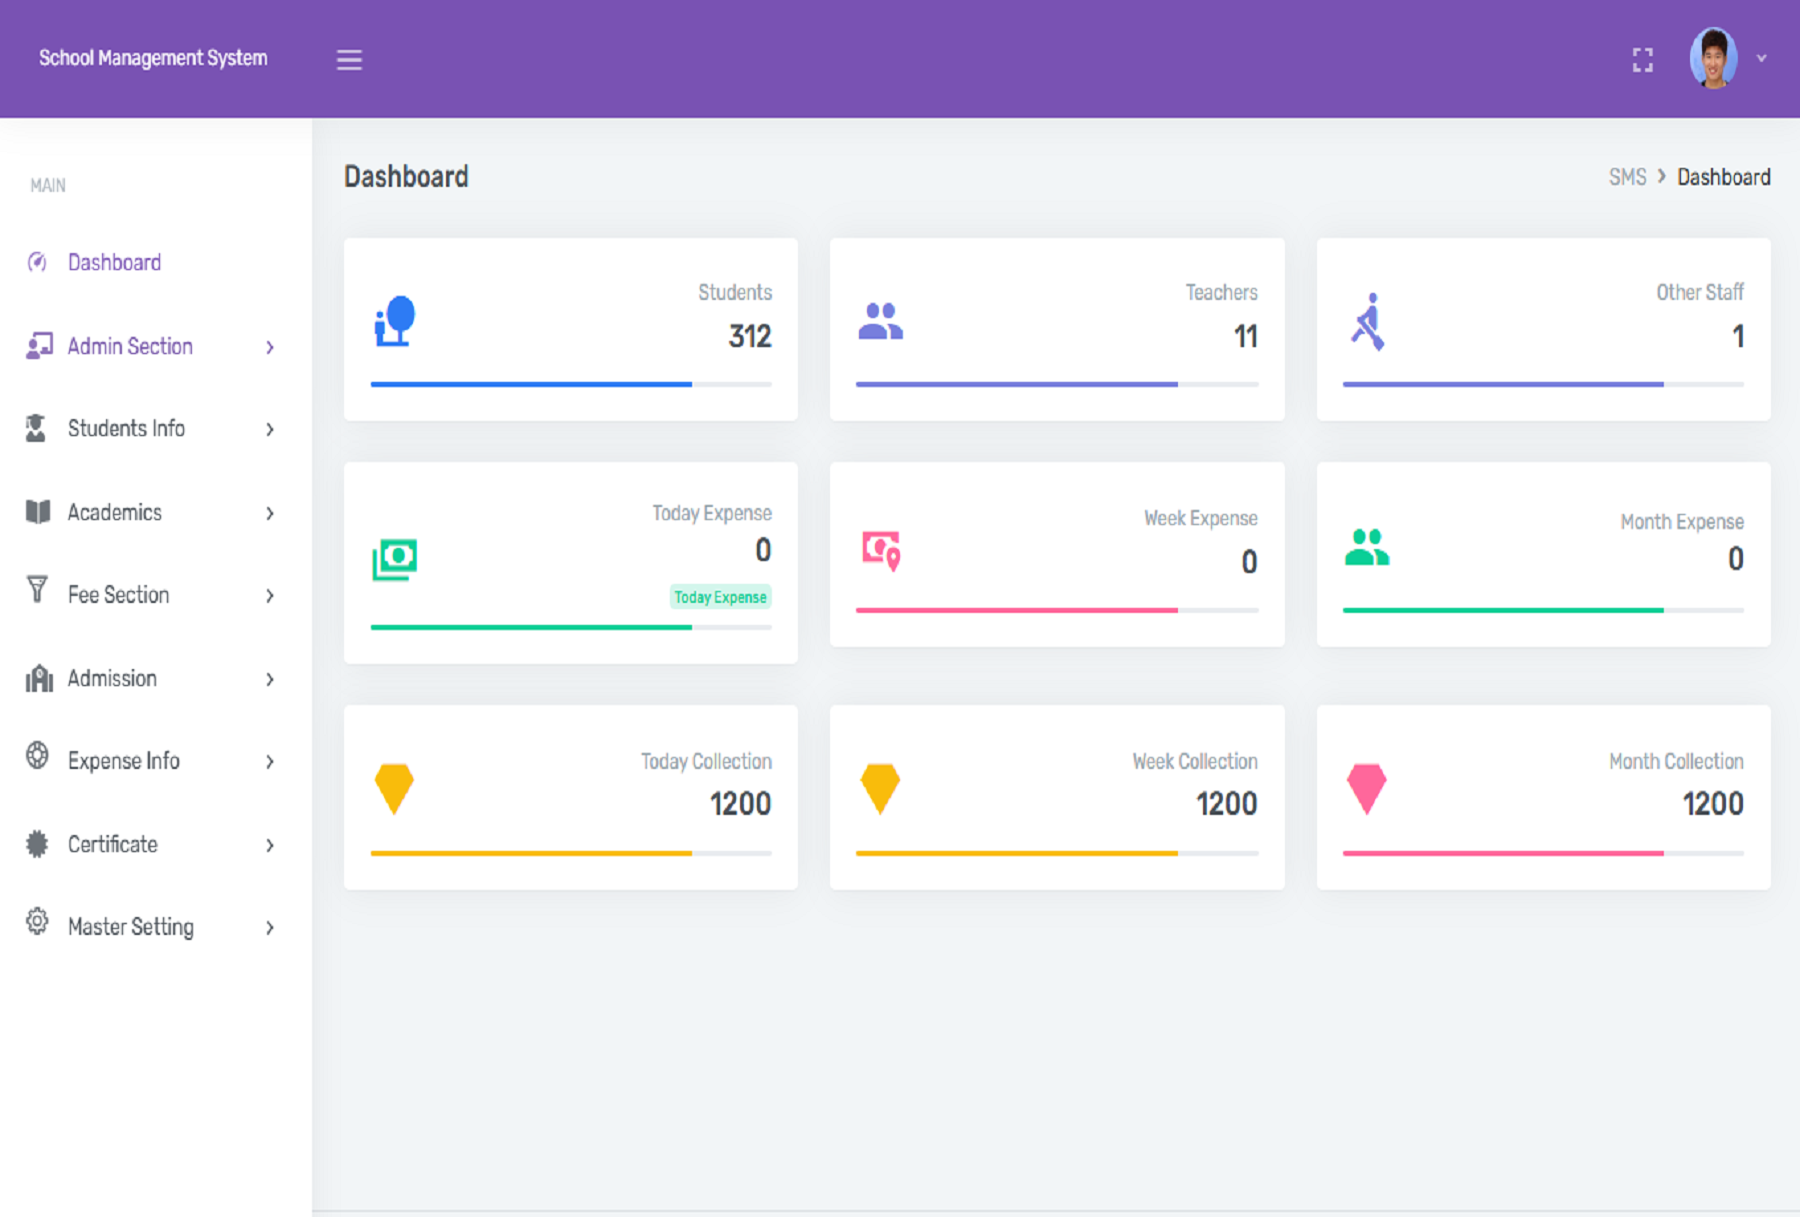 School Management System
MAIN
Dashboard
Admin Section
Students Info
Academics
Fee Section
Admission
Expense Info
Certificate
Master Setting
Dashboard
SMS > Dashboard
Students
312
Teachers
11
Other Staff
1
Today Expense
0
Today Expense
Week Expense
0
Month Expense
0
Today Collection
1200
Week Collection
1200
Month Collection
1200